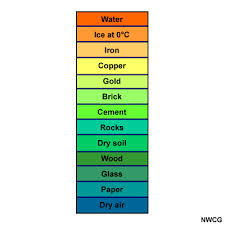 Water
Ice at 0°C
Iron
Copper
Gold
Brick
Cement
Rocks
Dry soil
Wood
Glass
Paper
Dry air
NWCG